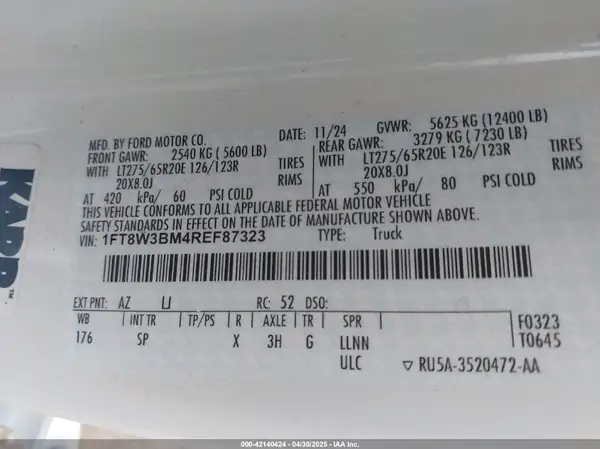 KARR
™
MFD. BY FORD MOTOR CO. DATE: 11/24 GVWR: 5625 KG (12400 LB)
FRONT GAWR: 2540 KG (5600 LB) REAR GAWR: 3279 KG (7230 LB)
WITH LT275/65R20E 126/123R TIRES WITH LT275/65R20E 126/123R TIRES
20X8.0J RIMS 20X8.0J RIMS
AT 420 kPa/ 60 PSI COLD AT 550 kPa/ 80 PSI COLD
THIS VEHICLE CONFORMS TO ALL APPLICABLE FEDERAL MOTOR VEHICLE
SAFETY STANDARDS IN EFFECT ON THE DATE OF MANUFACTURE SHOWN ABOVE.
VIN: 1FT8W3BM4REF87323 TYPE: Truck
EXT PNT: AZ LJ RC: 52 DSO:
WB INT TR TP/PS R AXLE TR SPR F0323
176 SP X 3H G LLNN T0645
ULC ▽ RU5A-3520472-AA
000-42140424 - 04/30/2025 - IAA Inc.